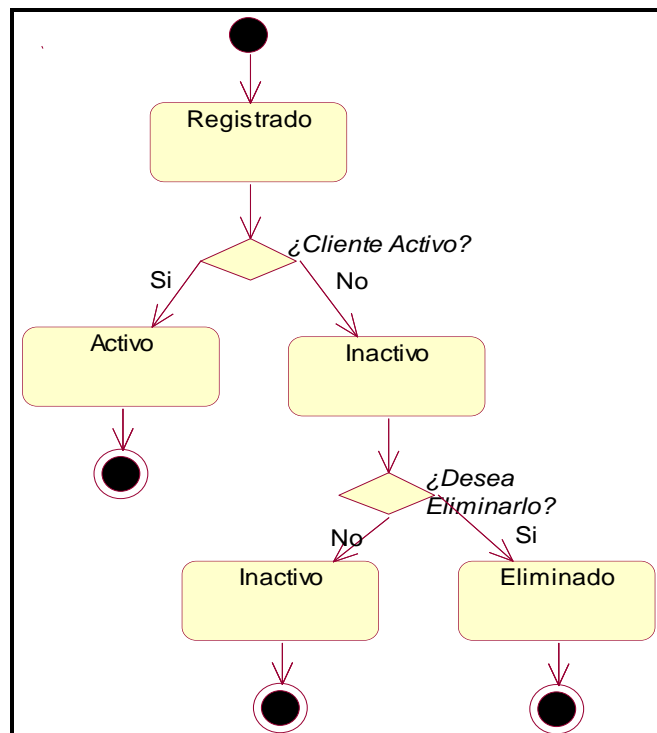 Registrado
¿Cliente Activo?
Si
No
Activo
Inactivo
¿Desea
Eliminarlo?
No
Si
Inactivo
Eliminado